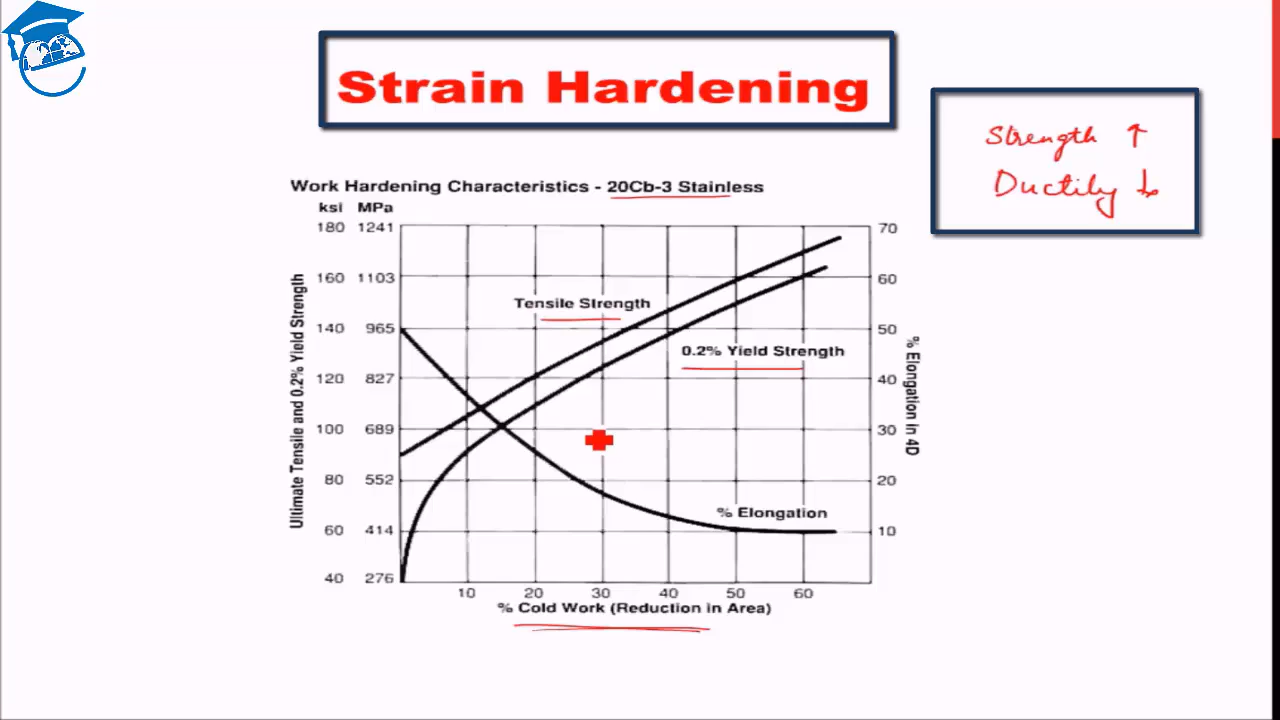 Strain Hardening
Strength ↑
Ductily ↓
Work Hardening Characteristics - 20Cb-3 Stainless
ksi MPa
180 1241
160 1103
140 965
120 827
100 689
80 552
60 414
40 276
70
60
50
40
30
20
10
Ultimate Tensile and 0.2% Yield Strength
% Elongation in 4D
Tensile Strength
0.2% Yield Strength
% Elongation
10 20 30 40 50 60
% Cold Work (Reduction in Area)